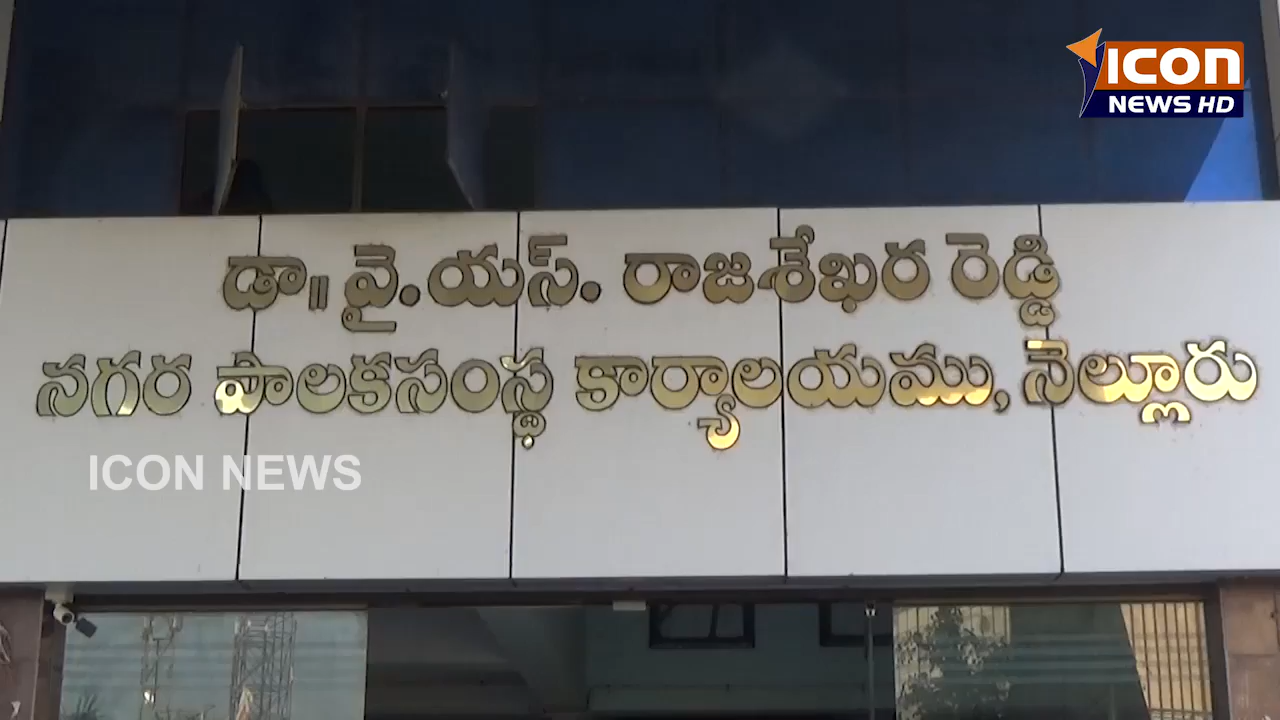 ICON
NEWS HD
డా॥ వై.యస్. రాజశేఖర రెడ్డి
నగర పాలకసంస్థ కార్యాలయము, నెల్లూరు
ICON NEWS